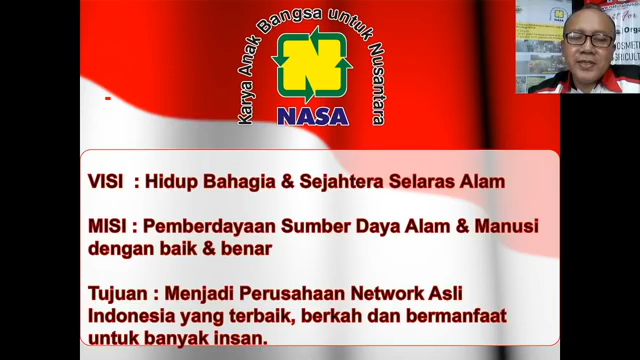 Karya Anak Bangsa untuk Nusantara
N
NASA
-
VISI : Hidup Bahagia & Sejahtera Selaras Alam
MISI : Pemberdayaan Sumber Daya Alam & Manusi
dengan baik & benar
Tujuan : Menjadi Perusahaan Network Asli
Indonesia yang terbaik, berkah dan bermanfaat
untuk banyak insan.
Orga